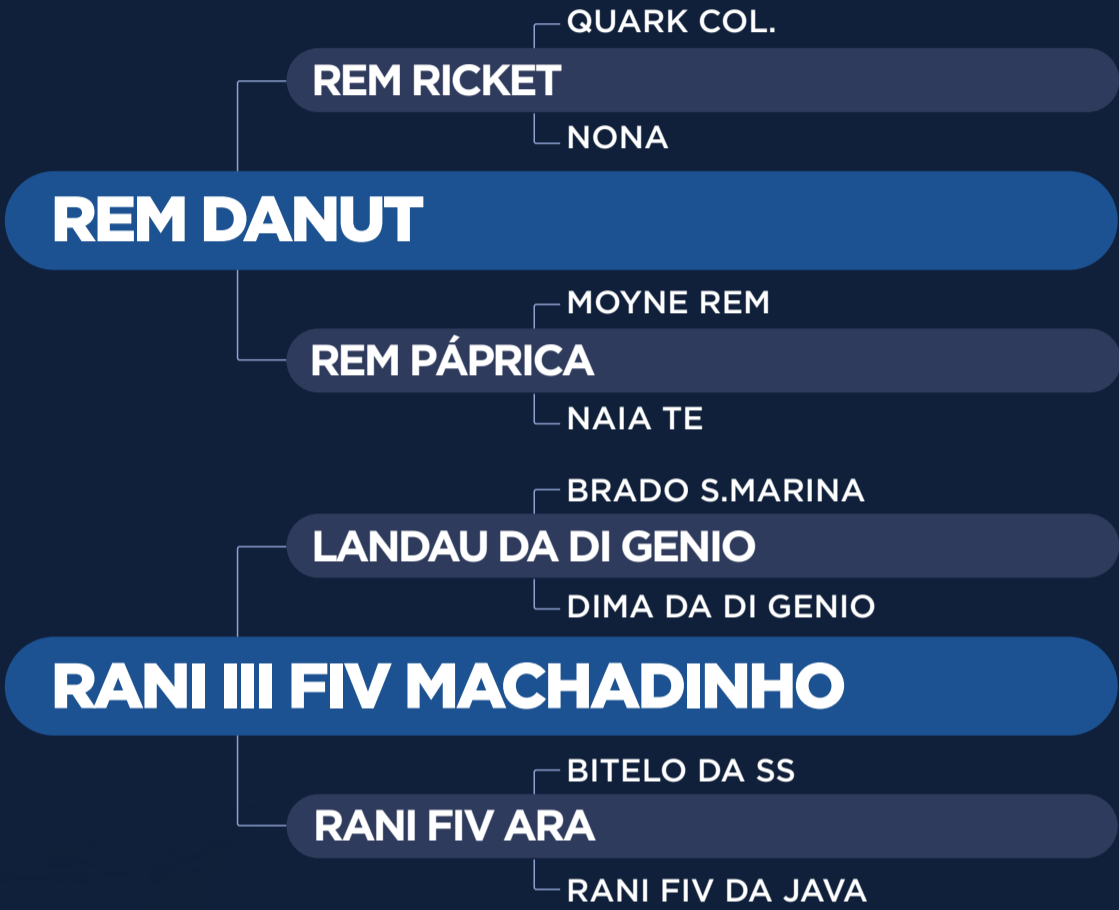 QUARK COL.
REM RICKET
NONA
REM DANUT
MOYNE REM
REM PÁPRICA
NAIA TE
BRADO S.MARINA
LANDAU DA DI GENIO
DIMA DA DI GENIO
RANI III FIV MACHADINHO
BITELO DA SS
RANI FIV ARA
RANI FIV DA JAVA